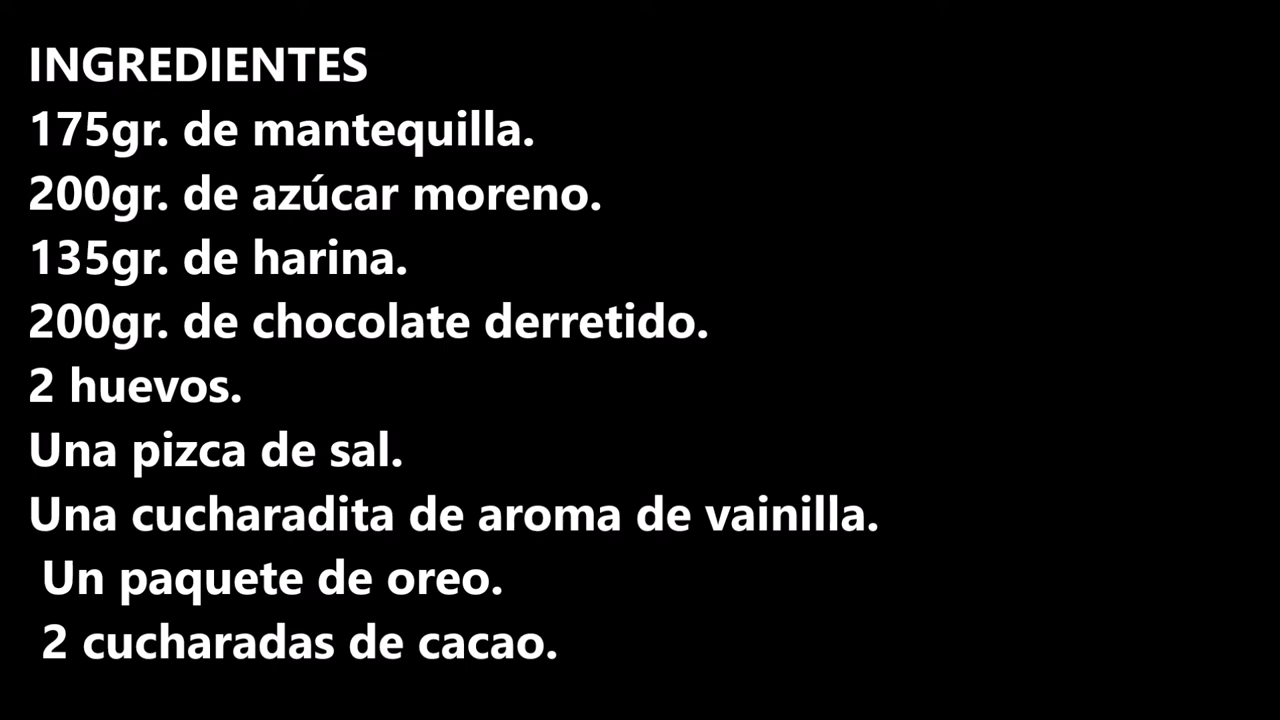 INGREDIENTES
175gr. de mantequilla.
200gr. de azúcar moreno.
135gr. de harina.
200gr. de chocolate derretido.
2 huevos.
Una pizca de sal.
Una cucharadita de aroma de vainilla.
Un paquete de oreo.
2 cucharadas de cacao.